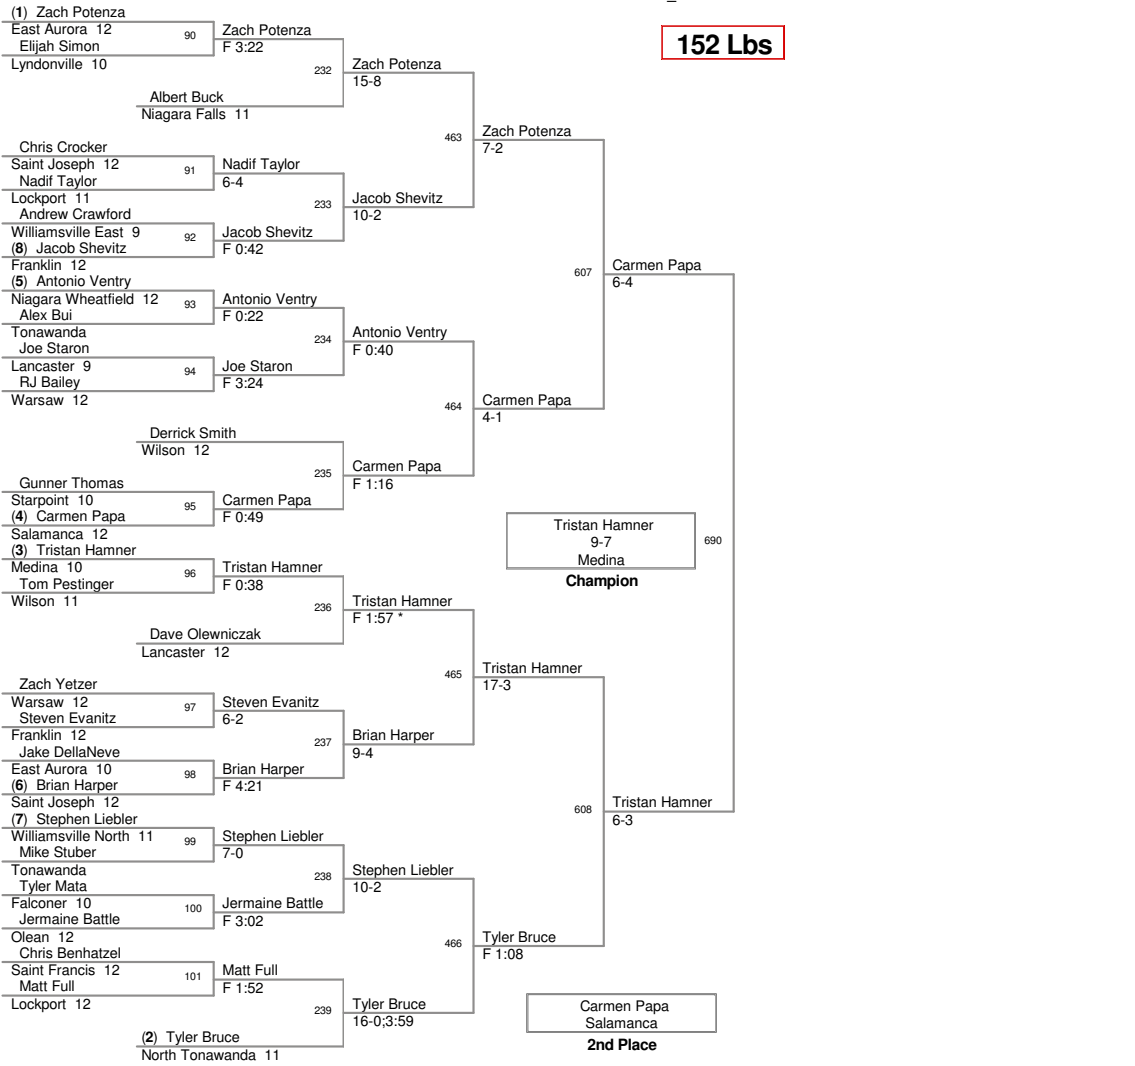 (1) Zach Potenza
East Aurora 12
90
Elijah Simon
Lyndonville 10
Zach Potenza
F 3:22
232
Albert Buck
Niagara Falls 11
Zach Potenza
15-8
152 Lbs
Chris Crocker
Saint Joseph 12
91
Nadif Taylor
Lockport 11
Nadif Taylor
6-4
233
Andrew Crawford
Williamsville East 9
92
(8) Jacob Shevitz
Franklin 12
Jacob Shevitz
F 0:42
Jacob Shevitz
10-2
463
Zach Potenza
7-2
(5) Antonio Ventry
Niagara Wheatfield 12
93
Alex Bui
Tonawanda
Antonio Ventry
F 0:22
234
Joe Staron
Lancaster 9
94
RJ Bailey
Warsaw 12
Joe Staron
F 3:24
Antonio Ventry
F 0:40
464
Derrick Smith
Wilson 12
235
Gunner Thomas
Starpoint 10
95
(4) Carmen Papa
Salamanca 12
Carmen Papa
F 0:49
Carmen Papa
F 1:16
Carmen Papa
4-1
607
Carmen Papa
6-4
(3) Tristan Hamner
Medina 10
96
Tom Pestinger
Wilson 11
Tristan Hamner
F 0:38
236
Dave Olewniczak
Lancaster 12
Tristan Hamner
F 1:57 *
465
Zach Yetzer
Warsaw 12
97
Steven Evanitz
Franklin 12
Steven Evanitz
6-2
237
Jake DellaNeve
East Aurora 10
98
(6) Brian Harper
Saint Joseph 12
Brian Harper
F 4:21
Brian Harper
9-4
Tristan Hamner
17-3
608
(7) Stephen Liebler
Williamsville North 11
99
Mike Stuber
Tonawanda
Stephen Liebler
7-0
238
Tyler Mata
Falconer 10
100
Jermaine Battle
Olean 12
Jermaine Battle
F 3:02
Stephen Liebler
10-2
466
Chris Benhatzel
Saint Francis 12
101
Matt Full
Lockport 12
Matt Full
F 1:52
239
(2) Tyler Bruce
North Tonawanda 11
Tyler Bruce
16-0;3:59
Tyler Bruce
F 1:08
Tristan Hamner
6-3
690
Tristan Hamner
9-7
Medina
Champion
Carmen Papa
Salamanca
2nd Place